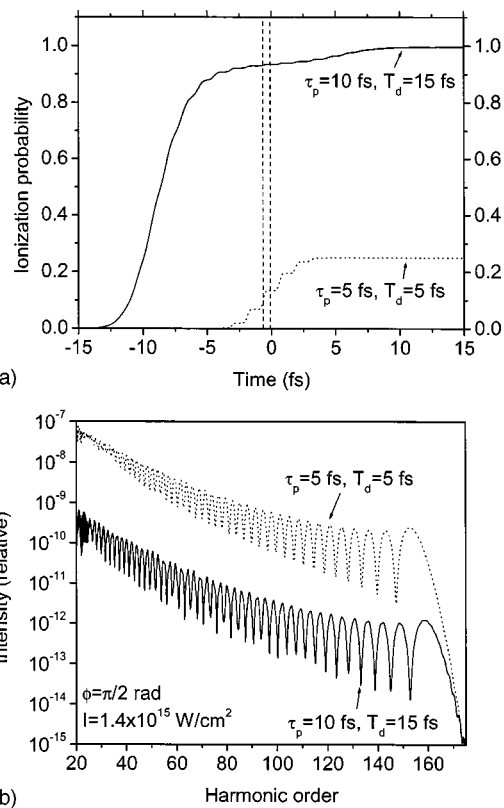 1.0
0.8
0.6
0.4
0.2
0.0
Ionization probability
τp=10 fs, Td=15 fs
τp=5 fs, Td=5 fs
1.0
0.8
0.6
0.4
0.2
0.0
-15 -10 -5 0 5 10 15
Time (fs)
a)
10-7
10-8
10-9
10-10
10-11
10-12
10-13
10-14
10-15
Intensity (relative)
τp=5 fs, Td=5 fs
ϕ=π/2 rad
I=1.4x1015 W/cm2
τp=10 fs, Td=15 fs
20 40 60 80 100 120 140 160
Harmonic order
b)